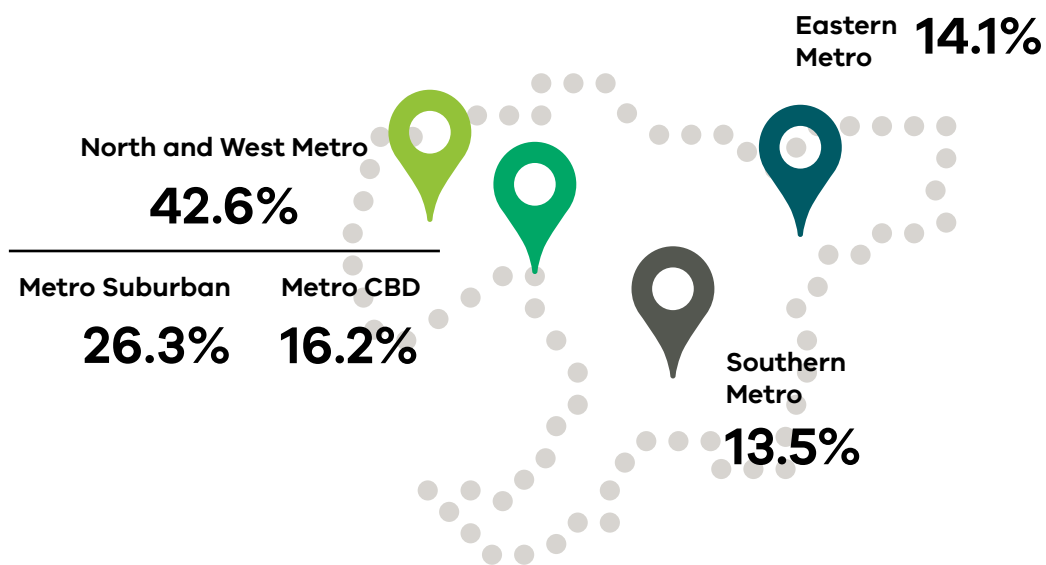 Eastern
Metro
14.1%
North and West Metro
42.6%
Metro Suburban
26.3%
Metro CBD
16.2%
Southern
Metro
13.5%